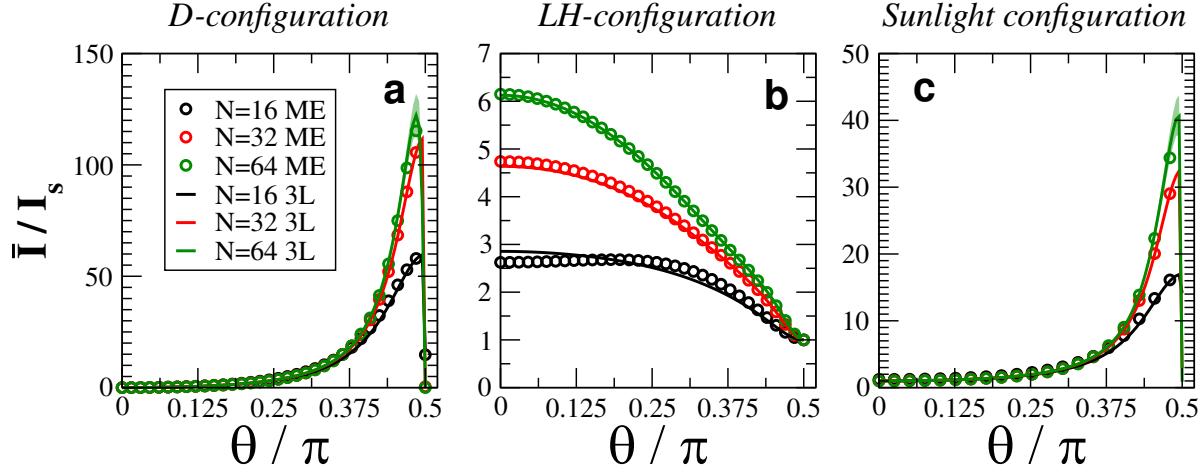 D-configuration
LH-configuration
Sunlight configuration
Ī / I_s
150
100
50
0
a
N=16 ME
N=32 ME
N=64 ME
N=16 3L
N=32 3L
N=64 3L
0 0.125 0.25 0.375 0.5
θ / π
7
6
5
4
3
2
1
0
b
0 0.125 0.25 0.375 0.5
θ / π
50
40
30
20
10
0
c
0 0.125 0.25 0.375 0.5
θ / π